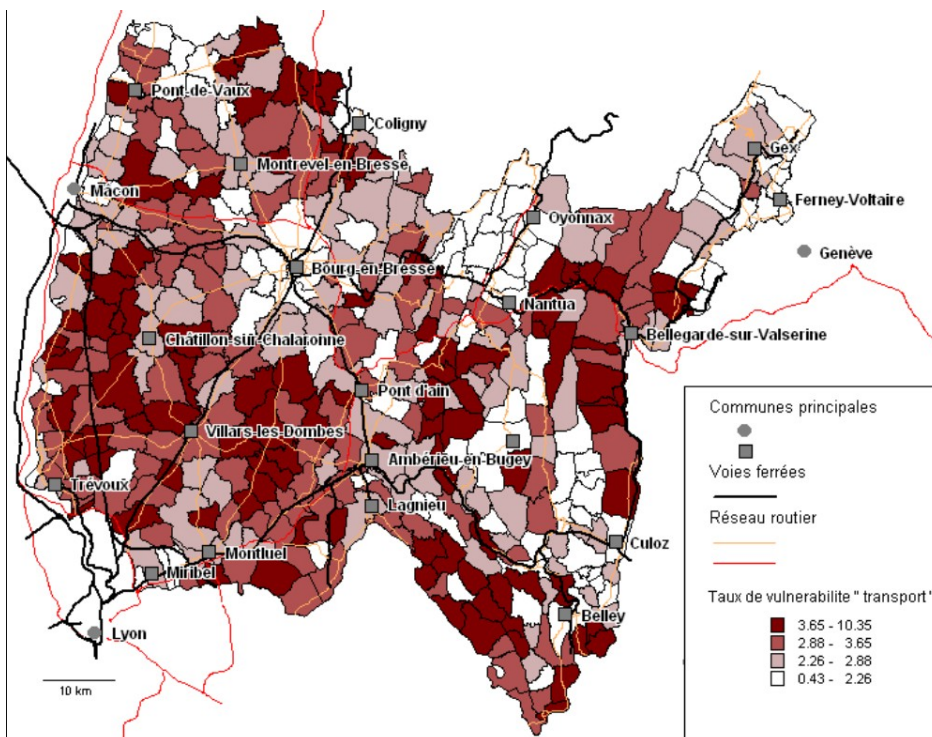 Pont-de-Vaux
Coligny
Montrevel-en-Bresse
Gex
Mâcon
Ferney-Voltaire
Oyonnax
Genève
Bourg-en-Bresse
Nantua
Bellegarde-sur-Valserine
Châtillon-sur-Chalaronne
Pont d'ain
Villars-les-Dombes
Ambérieu-en-Bugey
Trévoux
Lagnieu
Culoz
Montluel
Miribel
Belley
Lyon
10 km
Communes principales
Voies ferrées
Réseau routier
Taux de vulnerabilite " transport"
3.65 - 10.35
2.88 - 3.65
2.26 - 2.88
0.43 - 2.26